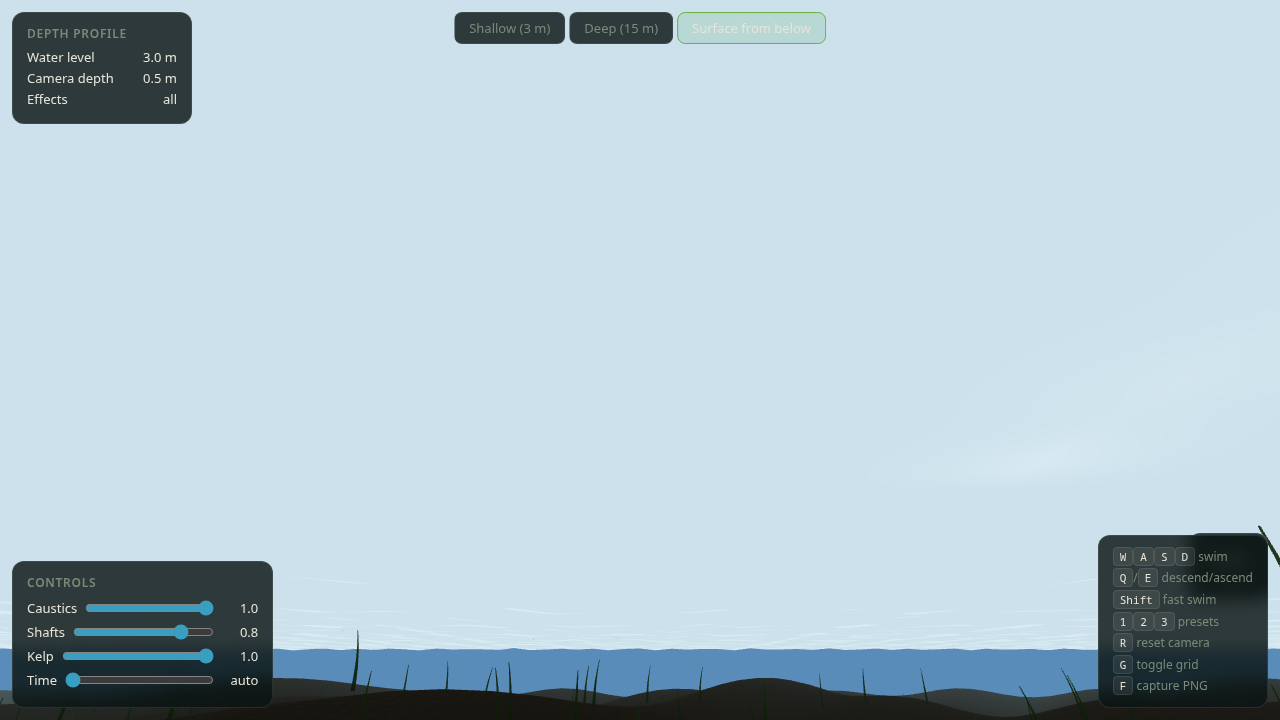 DEPTH PROFILE
Water level 3.0 m
Camera depth 0.5 m
Effects all
Shallow (3 m) Deep (15 m) Surface from below
CONTROLS
Caustics 1.0
Shafts 0.8
Kelp 1.0
Time auto
W A S D swim
Q/E descend/ascend
Shift fast swim
1 2 3 presets
R reset camera
G toggle grid
F capture PNG